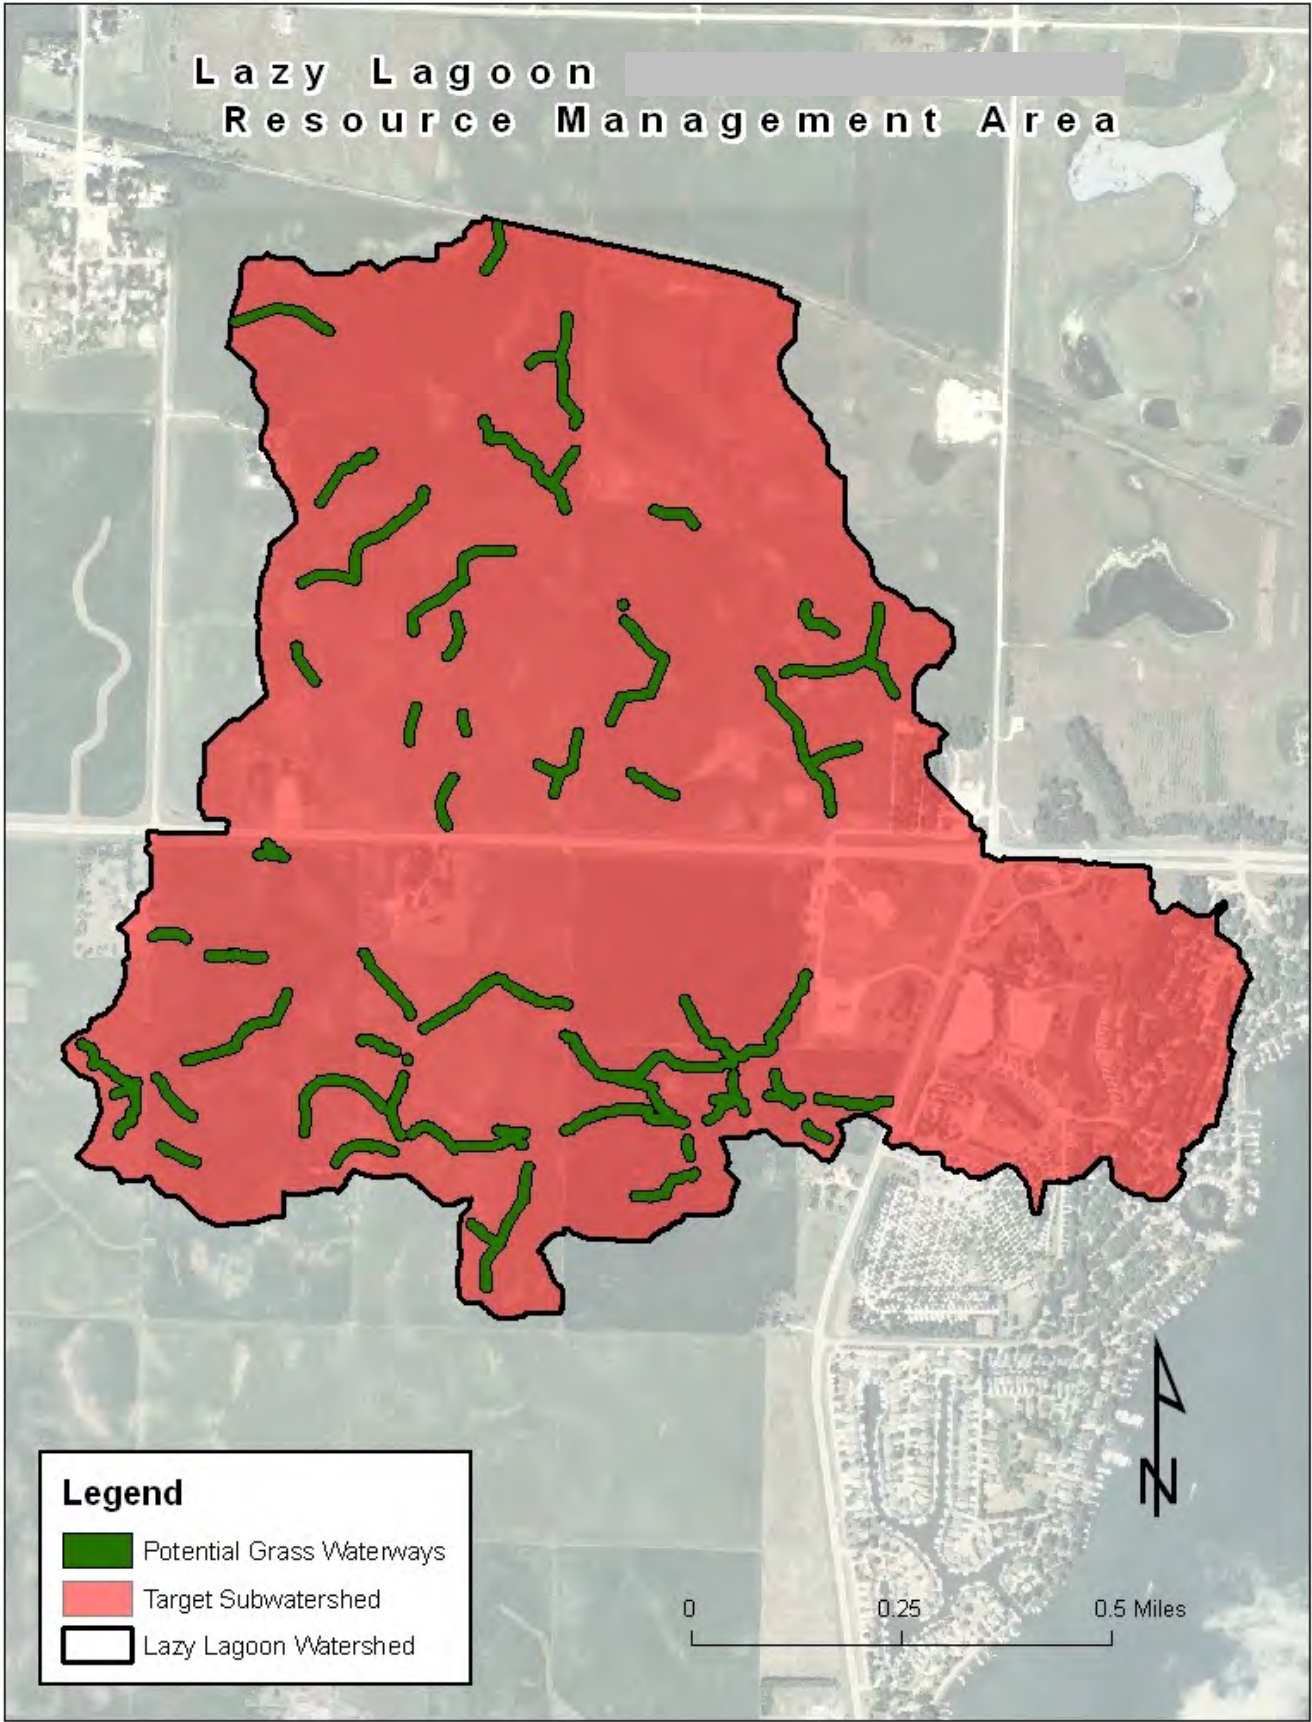 Lazy Lagoon
Resource Management Area
Legend
Potential Grass Waterways
Target Subwatershed
Lazy Lagoon Watershed
0 0.25 0.5 Miles
N